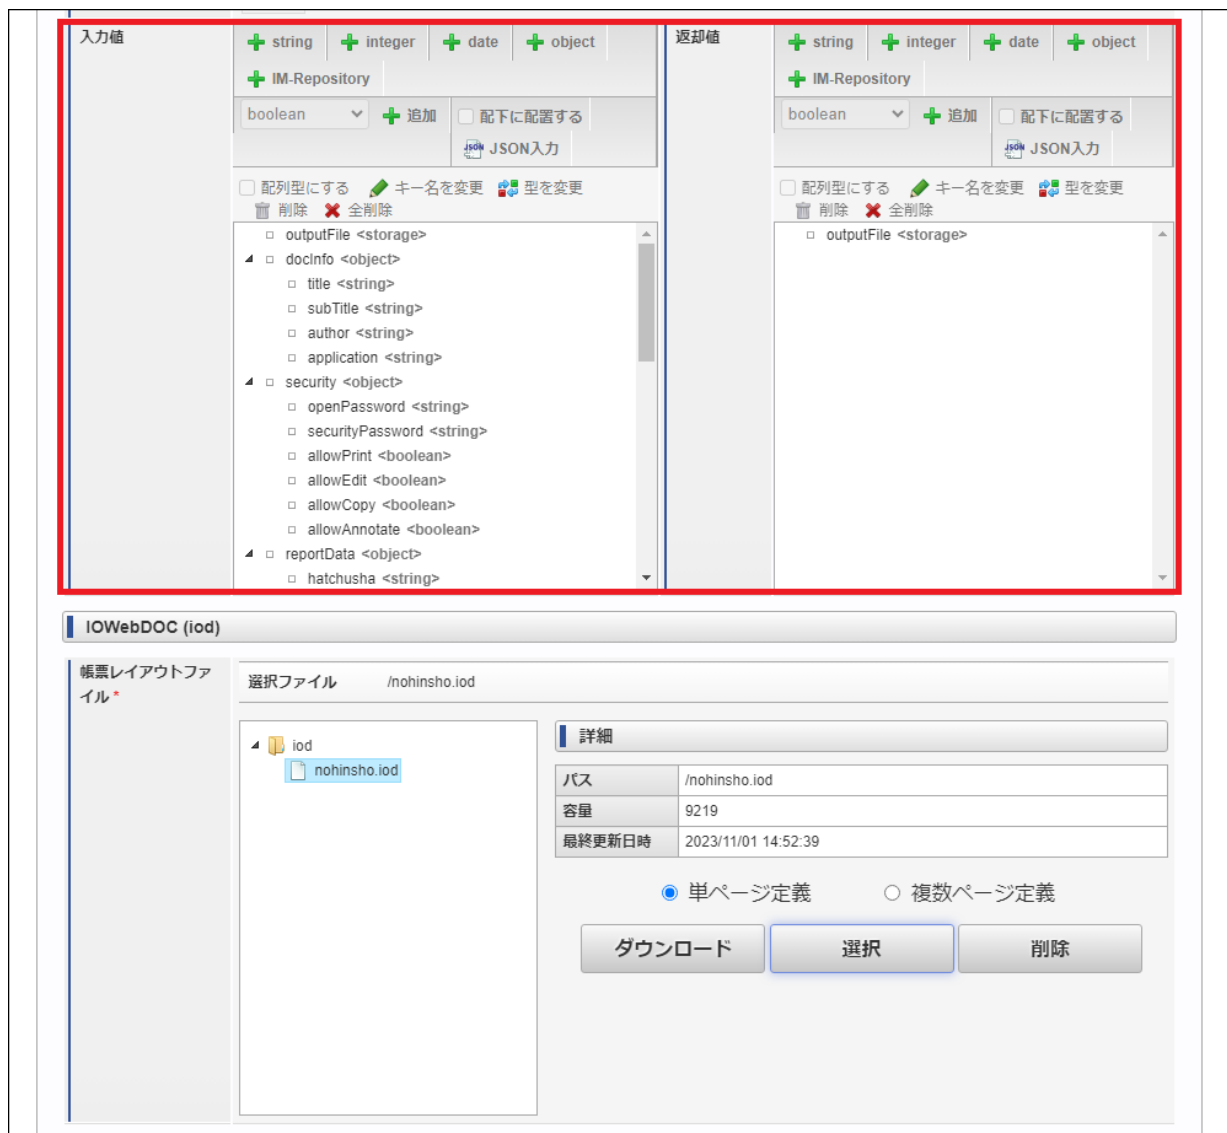 入力値
string integer date object
IM-Repository
boolean 追加 配下に配置する
JSON入力
配列型にする キー名を変更 型を変更
削除 全削除
outputFile <storage>
docInfo <object>
title <string>
subTitle <string>
author <string>
application <string>
security <object>
openPassword <string>
securityPassword <string>
allowPrint <boolean>
allowEdit <boolean>
allowCopy <boolean>
allowAnnotate <boolean>
reportData <object>
hatchusha <string>
返却値
string integer date object
IM-Repository
boolean 追加 配下に配置する
JSON入力
配列型にする キー名を変更 型を変更
削除 全削除
outputFile <storage>
IOWebDOC (iod)
帳票レイアウトファ
イル *
選択ファイル /nohinsho.iod
iod
nohinsho.iod
詳細
パス /nohinsho.iod
容量 9219
最終更新日時 2023/11/01 14:52:39
単ページ定義 複数ページ定義
ダウンロード 選択 削除